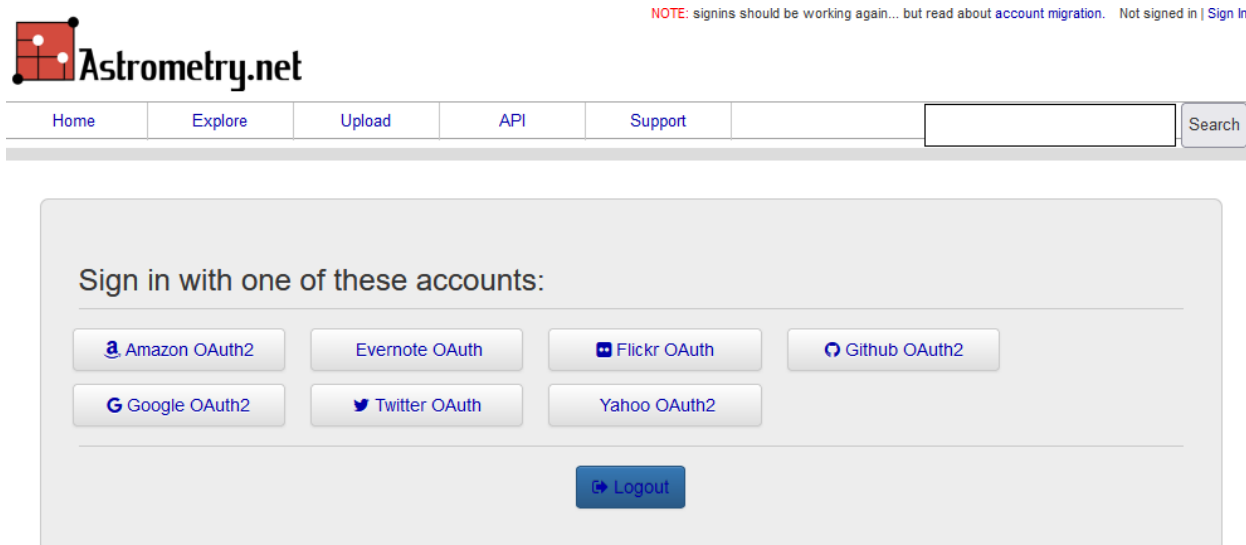 NOTE: signins should be working again... but read about account migration. Not signed in | Sign In
Astrometry.net
Home Explore Upload API Support Search
Sign in with one of these accounts:
Amazon OAuth2 Evernote OAuth Flickr OAuth Github OAuth2
Google OAuth2 Twitter OAuth Yahoo OAuth2
Logout